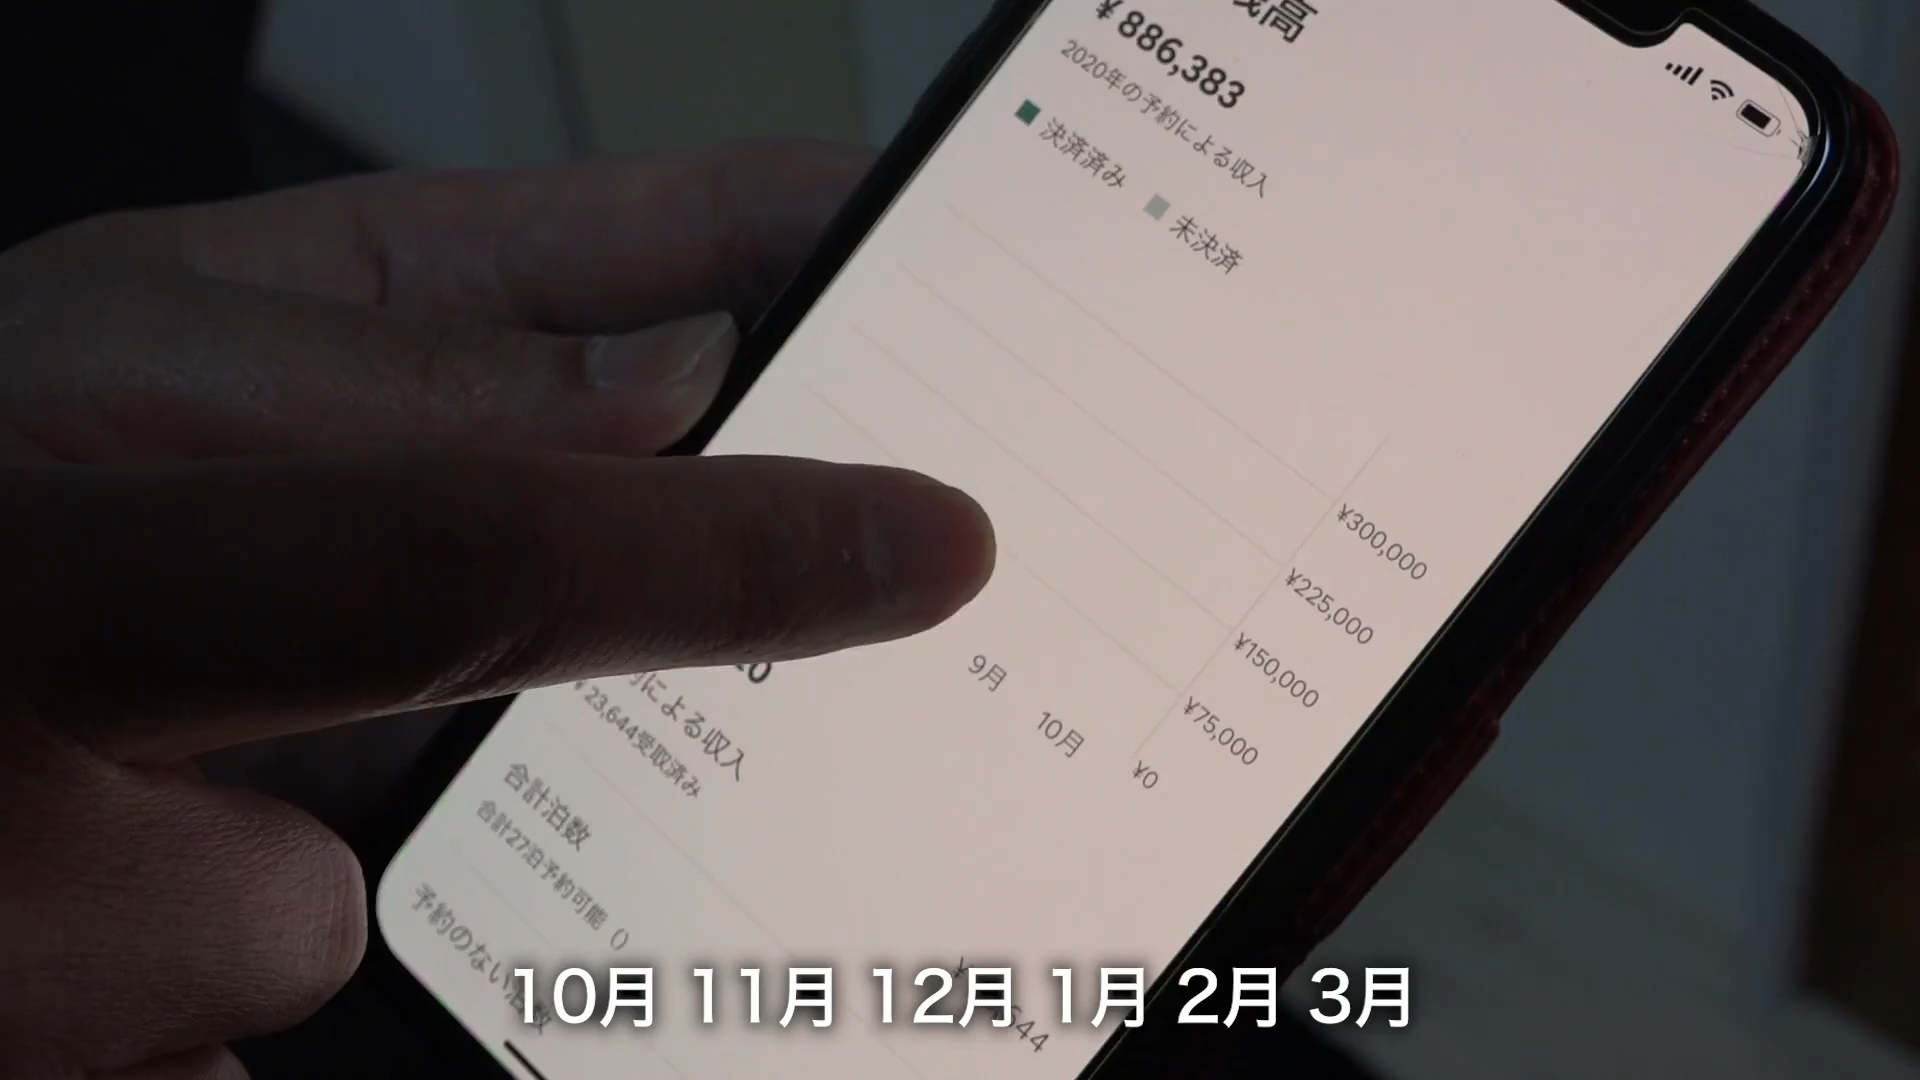 残高
¥886,383
2020年の予約による収入
決済済み
未決済
¥300,000
¥225,000
¥150,000
¥75,000
¥0
9月
10月
による収入
¥23,644受取済み
合計泊数
合計27泊予約可能
予約のない泊数
10月 11月 12月 1月 2月 3月